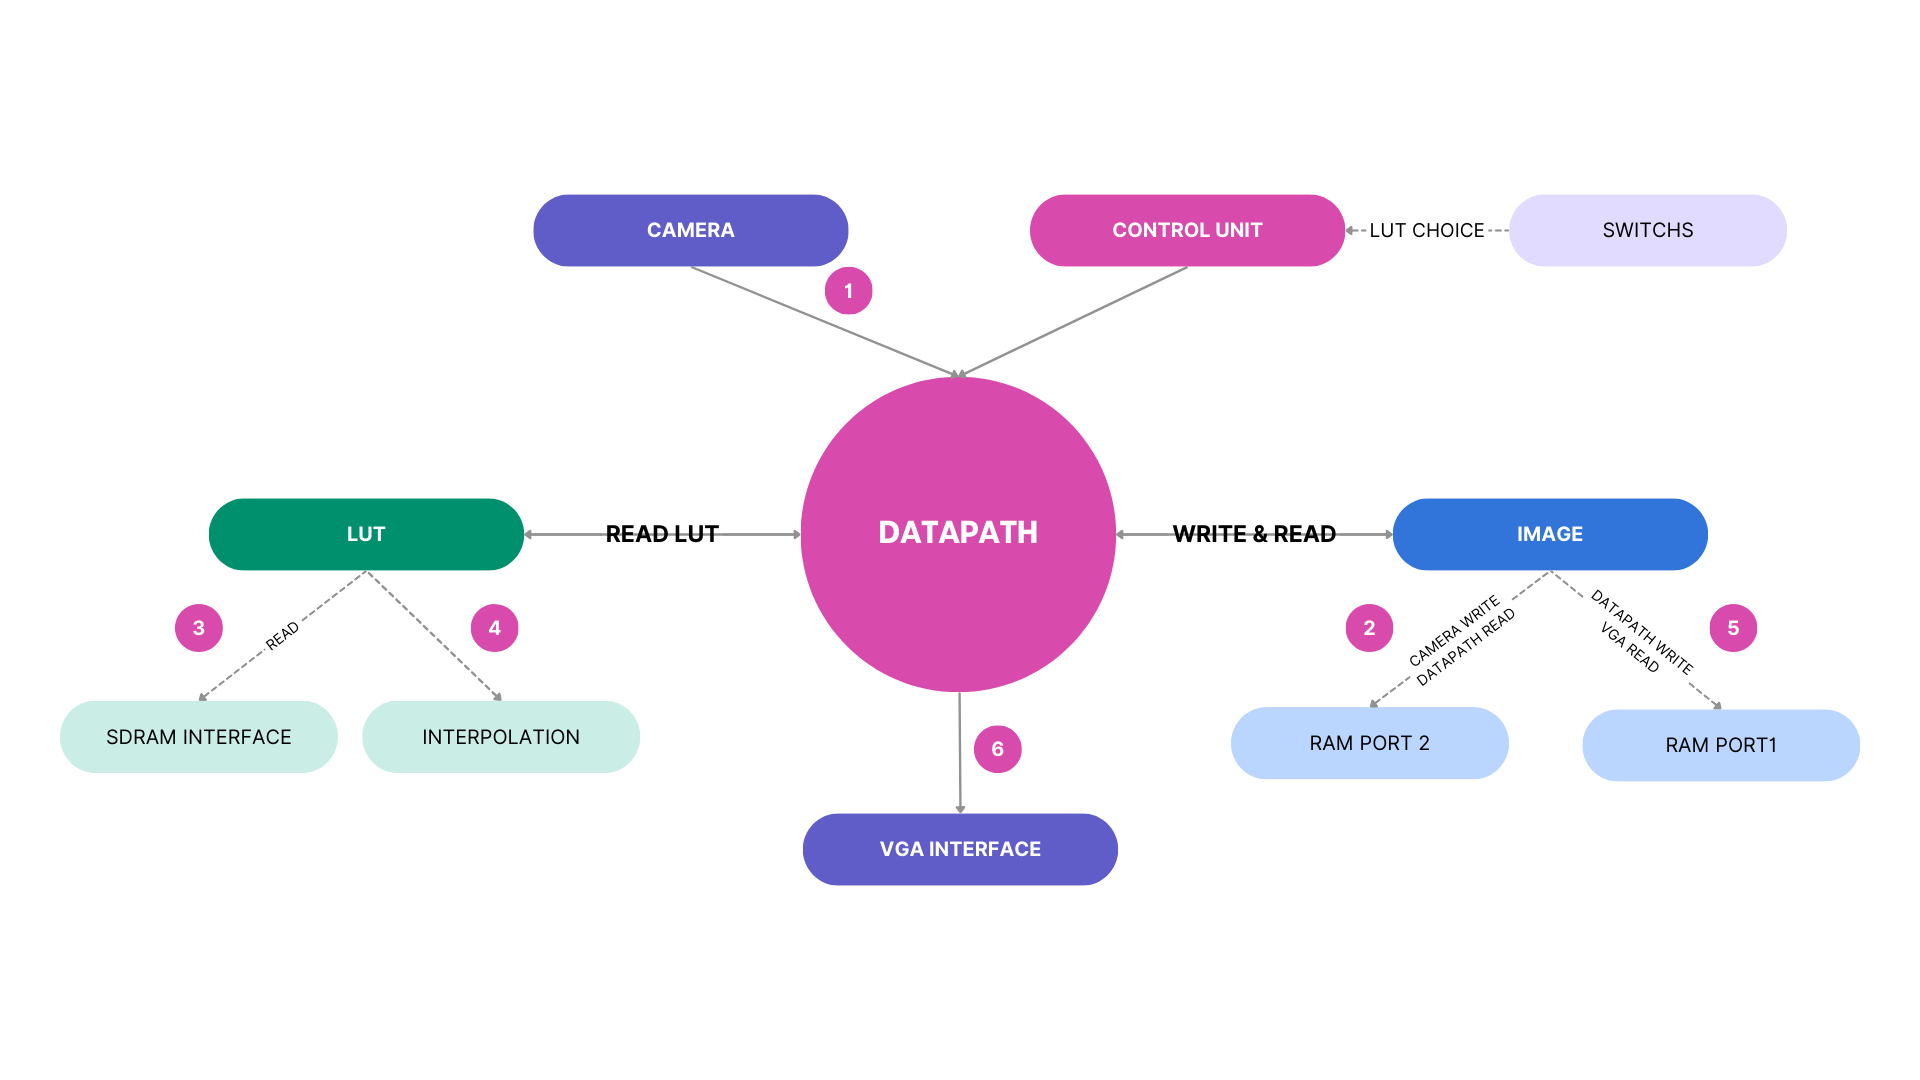 CAMERA
CONTROL UNIT
LUT CHOICE
SWITCHS
1
DATAPATH
LUT
READ LUT
WRITE & READ
IMAGE
3
READ
4
2
CAMERA WRITE
DATAPATH READ
DATAPATH WRITE
VGA READ
5
SDRAM INTERFACE
INTERPOLATION
6
RAM PORT 2
RAM PORT1
VGA INTERFACE